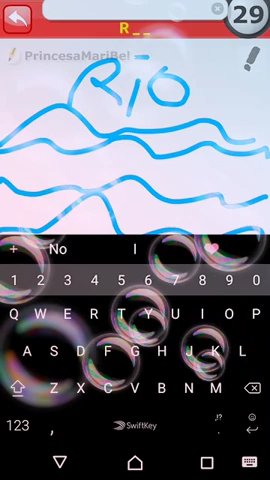 29
R _ _
PrincesaMariBel
Rio
+ No I
1 2 3 4 5 6 7 8 9 0
Q W E R T Y U I O P
A S D F G H J K L
Z X C V B N M
123 , SwiftKey ,!?